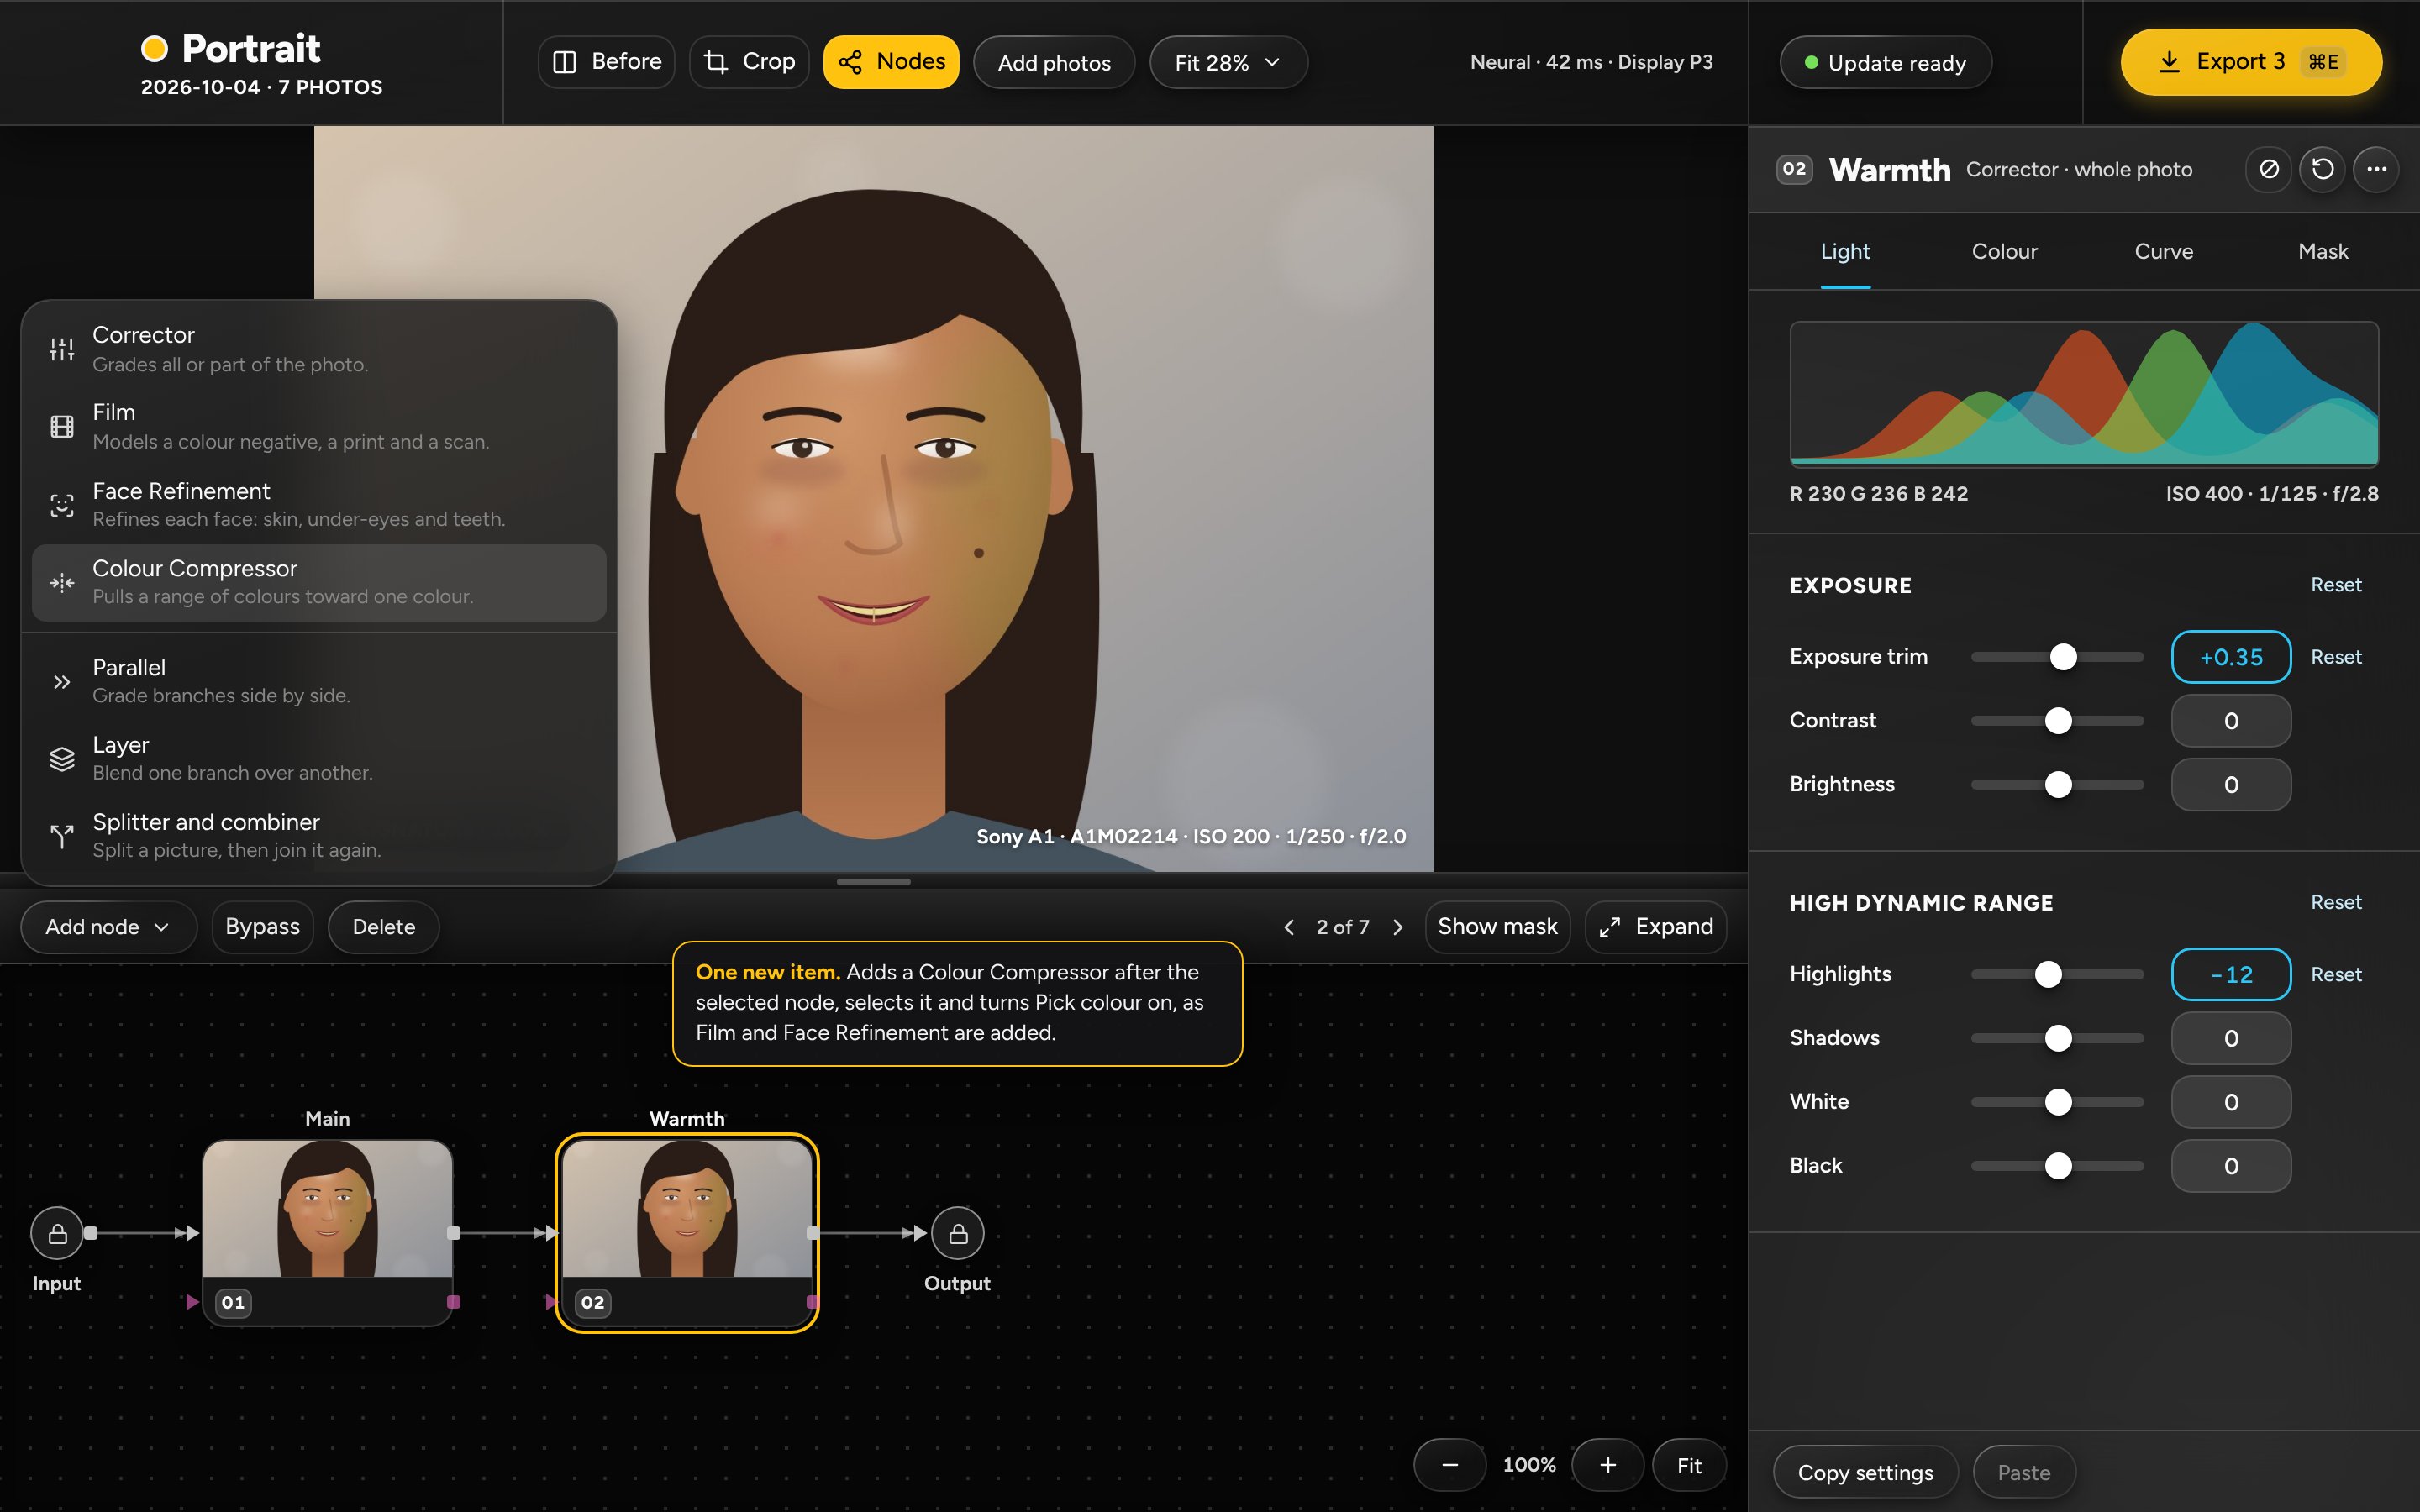 Portrait
2026-10-04 · 7 PHOTOS
Before
Crop
Nodes
Add photos
Fit 28%
Neural · 42 ms · Display P3
Update ready
Export 3 ⌘E
02 Warmth Corrector · whole photo
Light
Colour
Curve
Mask
R 230 G 236 B 242
ISO 400 · 1/125 · f/2.8
EXPOSURE Reset
Exposure trim +0.35 Reset
Contrast 0
Brightness 0
HIGH DYNAMIC RANGE Reset
Highlights −12 Reset
Shadows 0
White 0
Black 0
Copy settings
Paste
Corrector
Grades all or part of the photo.
Film
Models a colour negative, a print and a scan.
Face Refinement
Refines each face: skin, under-eyes and teeth.
Colour Compressor
Pulls a range of colours toward one colour.
Parallel
Grade branches side by side.
Layer
Blend one branch over another.
Splitter and combiner
Split a picture, then join it again.
Sony A1 · A1M02214 · ISO 200 · 1/250 · f/2.0
Add node
Bypass
Delete
2 of 7
Show mask
Expand
One new item. Adds a Colour Compressor after the
selected node, selects it and turns Pick colour on, as
Film and Face Refinement are added.
Main
Warmth
Input
01
02
Output
100%
Fit